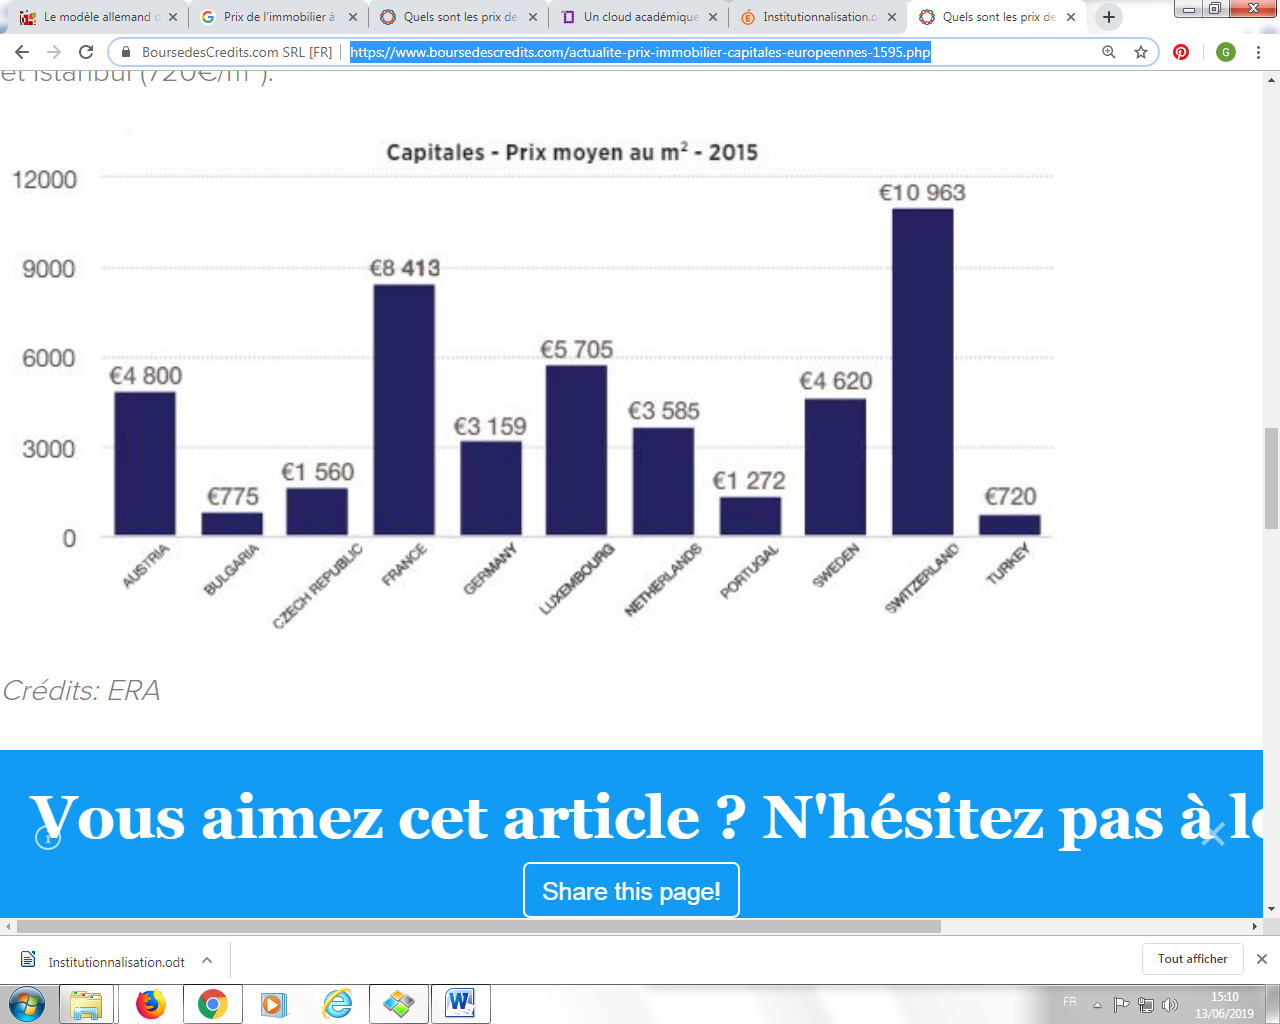 Le modèle allemand
Prix de l'immobilier à
Quels sont les prix de
Un cloud académique
Institutionnalisation.o
Quels sont les prix de
BoursedesCredits.com SRL [FR]
https://www.boursedescredits.com/actualite-prix-immobilier-capitales-europeennes-1595.php
et Istanbul (720€/m²).
Capitales - Prix moyen au m² - 2015
12000
9000
6000
3000
0
€4 800
€775
€1 560
€8 413
€3 159
€5 705
€3 585
€1 272
€4 620
€10 963
€720
AUSTRIA
BULGARIA
CZECH REPUBLIC
FRANCE
GERMANY
LUXEMBOURG
NETHERLANDS
PORTUGAL
SWEDEN
SWITZERLAND
TURKEY
Crédits: ERA
Vous aimez cet article ? N'hésitez pas à
Share this page!
Institutionnalisation.odt
Tout afficher
FR
15:10
13/06/2019